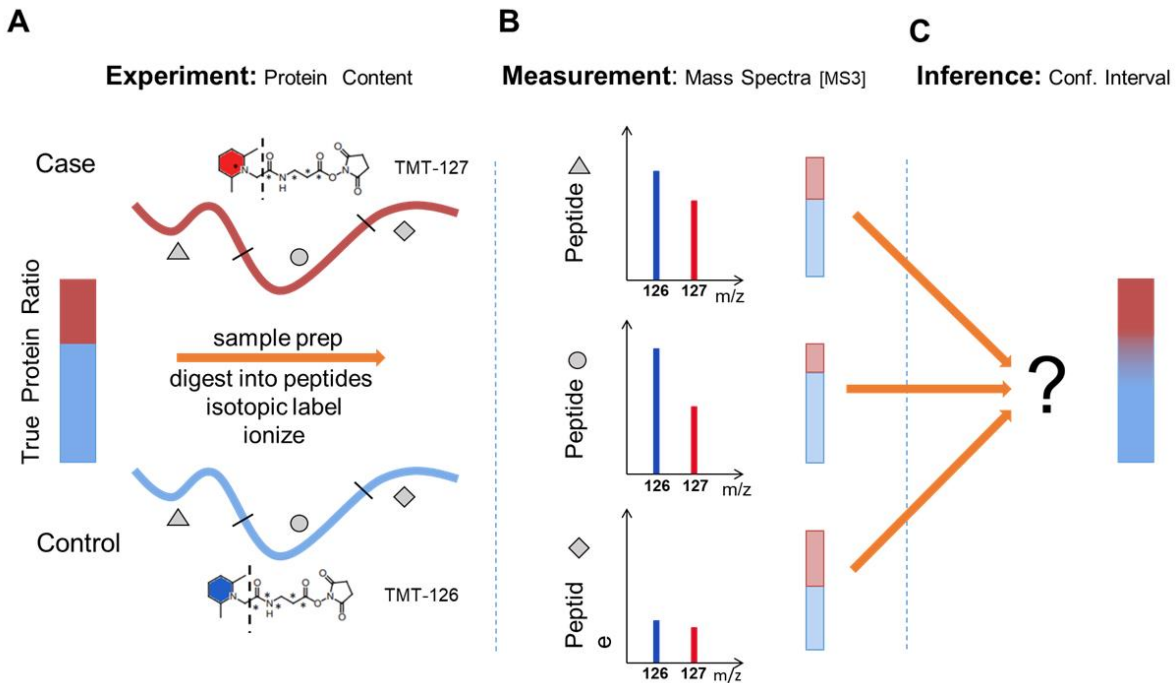 A
B
C
Experiment: Protein Content
Measurement: Mass Spectra [MS3]
Inference: Conf. Interval
Case
TMT-127
N
O
N
H
O
O
N
O
O
True Protein Ratio
sample prep
digest into peptides
isotopic label
ionize
Control
TMT-126
N
O
N
H
O
O
N
O
O
Peptide
126 127 m/z
Peptide
126 127 m/z
Peptid
e
126 127 m/z
?